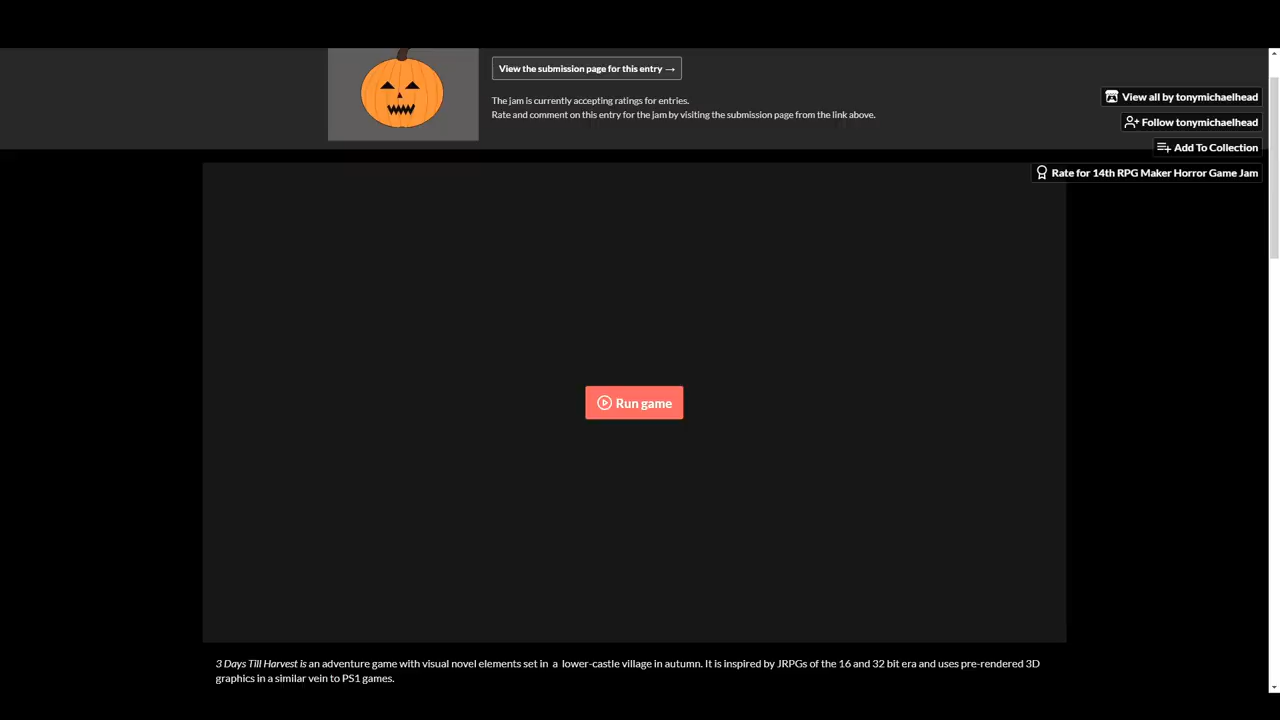 View the submission page for this entry →
The jam is currently accepting ratings for entries.
Rate and comment on this entry for the jam by visiting the submission page from the link above.
View all by tonymichaelhead
Follow tonymichaelhead
Add To Collection
Rate for 14th RPG Maker Horror Game Jam
Run game
3 Days Till Harvest is an adventure game with visual novel elements set in a lower-castle village in autumn. It is inspired by JRPGs of the 16 and 32 bit era and uses pre-rendered 3D
graphics in a similar vein to PS1 games.